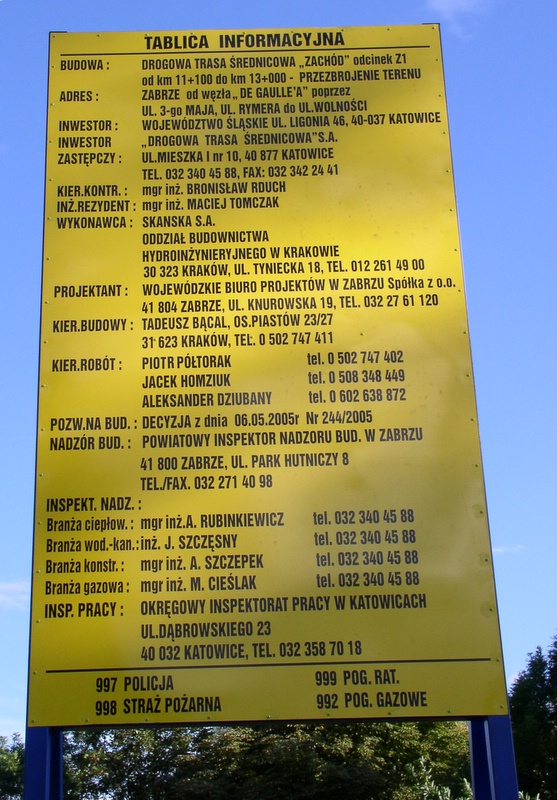 TABLICA INFORMACYJNA
BUDOWA : DROGOWA TRASA ŚREDNICOWA „ZACHÓD” odcinek Z1
od km 11+100 do km 13+000 - PRZEZBROJENIE TERENU
ADRES : ZABRZE od węzła „ DE GAULLE'A” poprzez
UL. 3-go MAJA, UL. RYMERA do UL.WOLNOŚCI
INWESTOR : WOJEWÓDZTWO ŚLĄSKIE UL. LIGONIA 46, 40-037 KATOWICE
INWESTOR „DROGOWA TRASA ŚREDNICOWA”S.A.
ZASTĘPCZY : UL.MIESZKA I nr 10, 40 877 KATOWICE
TEL. 032 340 45 88, FAX: 032 342 24 41
KIER.KONTR. : mgr inż. BRONISŁAW RDUCH
INŻ.REZYDENT : mgr inż. MACIEJ TOMCZAK
WYKONAWCA : SKANSKA S.A.
ODDZIAŁ BUDOWNICTWA
HYDROINŻYNIERYJNEGO W KRAKOWIE
30 323 KRAKÓW, UL. TYNIECKA 18, TEL. 012 261 49 00
PROJEKTANT : WOJEWÓDZKIE BIURO PROJEKTÓW W ZABRZU Spółka z o.o.
41 804 ZABRZE, UL. KNUROWSKA 19, TEL. 032 27 61 120
KIER.BUDOWY : TADEUSZ BĄCAL, OS.PIASTÓW 23/27
31 623 KRAKÓW, TEL. 0 502 747 411
KIER.ROBÓT : PIOTR PÓŁTORAK tel. 0 502 747 402
JACEK HOMZIUK tel. 0 508 348 449
ALEKSANDER DZIUBANY tel. 0 602 638 872
POZW.NA BUD. : DECYZJA z dnia 06.05.2005r Nr 244/2005
NADZÓR BUD. : POWIATOWY INSPEKTOR NADZORU BUD. W ZABRZU
41 800 ZABRZE, UL. PARK HUTNICZY 8
TEL./FAX. 032 271 40 98
INSPEKT. NADZ. :
Branża ciepłow. : mgr inż.A. RUBINKIEWICZ tel. 032 340 45 88
Branża wod.-kan.: inż. J. SZCZĘSNY tel. 032 340 45 88
Branża konstr. : mgr inż. A. SZCZEPEK tel. 032 340 45 88
Branża gazowa : mgr inż. M. CIEŚLAK tel. 032 340 45 88
INSP. PRACY : OKRĘGOWY INSPEKTORAT PRACY W KATOWICACH
UL.DĄBROWSKIEGO 23
40 032 KATOWICE, TEL. 032 358 70 18
997 POLICJA 999 POG. RAT.
998 STRAŻ POŻARNA 992 POG. GAZOWE